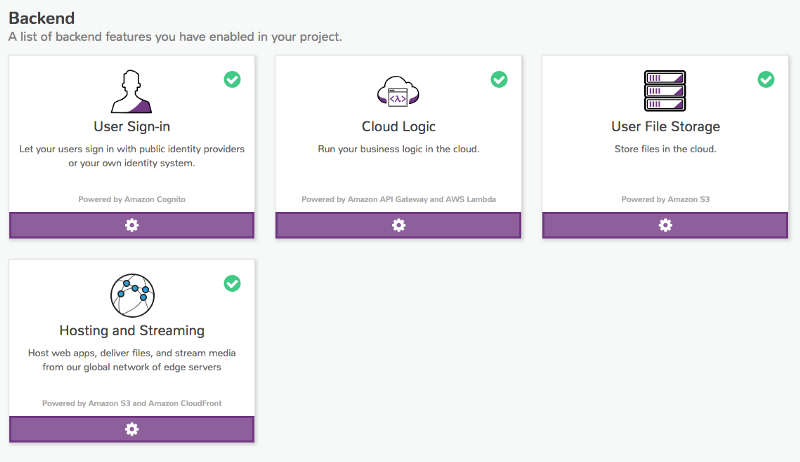 Backend
A list of backend features you have enabled in your project.
User Sign-in
Let your users sign in with public identity providers
or your own identity system.
Powered by Amazon Cognito
Cloud Logic
Run your business logic in the cloud.
Powered by Amazon API Gateway and AWS Lambda
User File Storage
Store files in the cloud.
Powered by Amazon S3
Hosting and Streaming
Host web apps, deliver files, and stream media
from our global network of edge servers
Powered by Amazon S3 and Amazon CloudFront